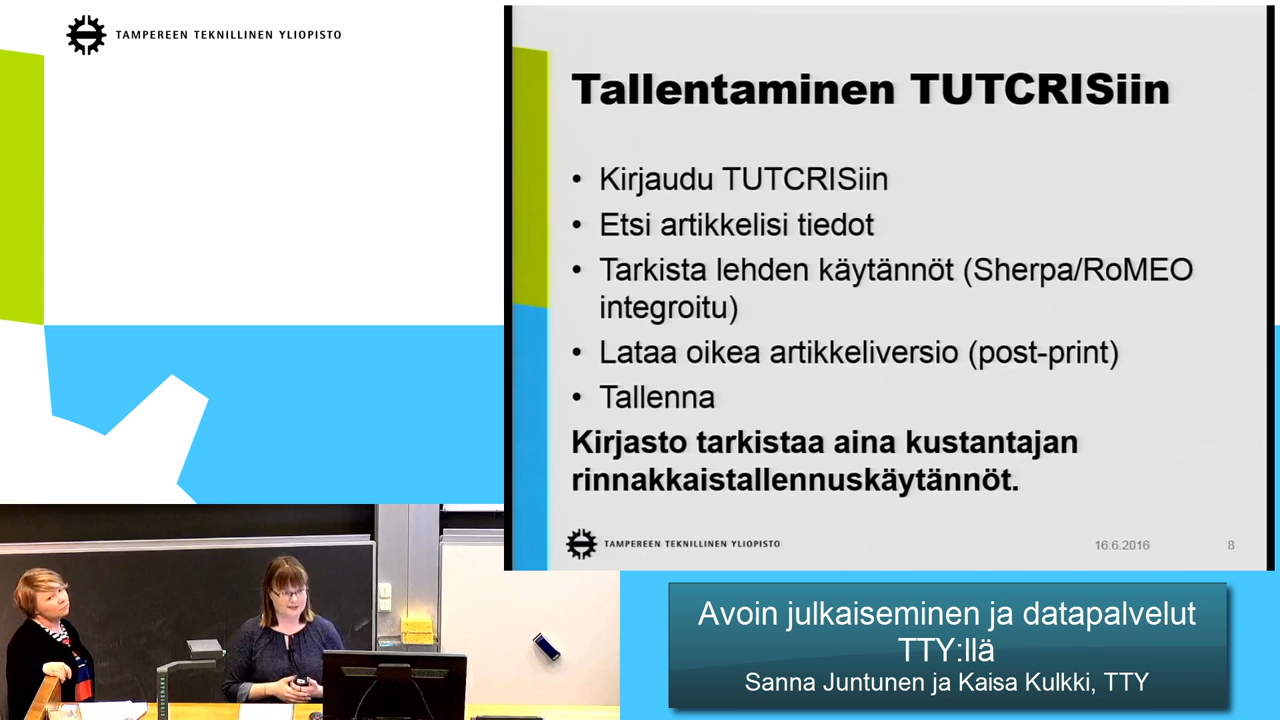 TAMPEREEN TEKNILLINEN YLIOPISTO
Tallentaminen TUTCRISiin
• Kirjaudu TUTCRISiin
• Etsi artikkelisi tiedot
• Tarkista lehden käytännöt (Sherpa/RoMEO
integroitu)
• Lataa oikea artikkeliversio (post-print)
• Tallenna
Kirjasto tarkistaa aina kustantajan
rinnakkaistallennuskäytännöt.
TAMPEREEN TEKNILLINEN YLIOPISTO
16.6.2016
8
Avoin julkaiseminen ja datapalvelut
TTY:llä
Sanna Juntunen ja Kaisa Kulkki, TTY